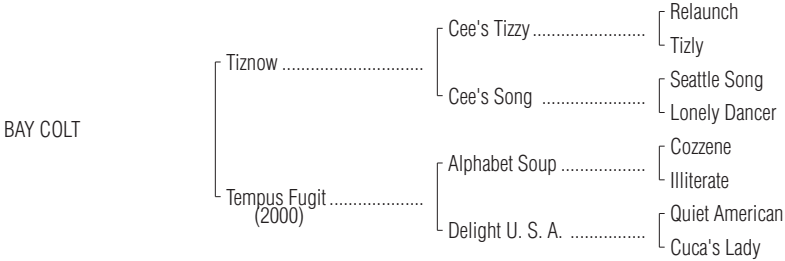 Relaunch
Cee's Tizzy........................
Tizly
Tiznow ..............................
Seattle Song
Cee's Song ......................
Lonely Dancer
BAY COLT
Cozzene
Alphabet Soup ..................
Illiterate
Tempus Fugit....................
(2000)
Quiet American
Delight U. S. A. ................
Cuca's Lady